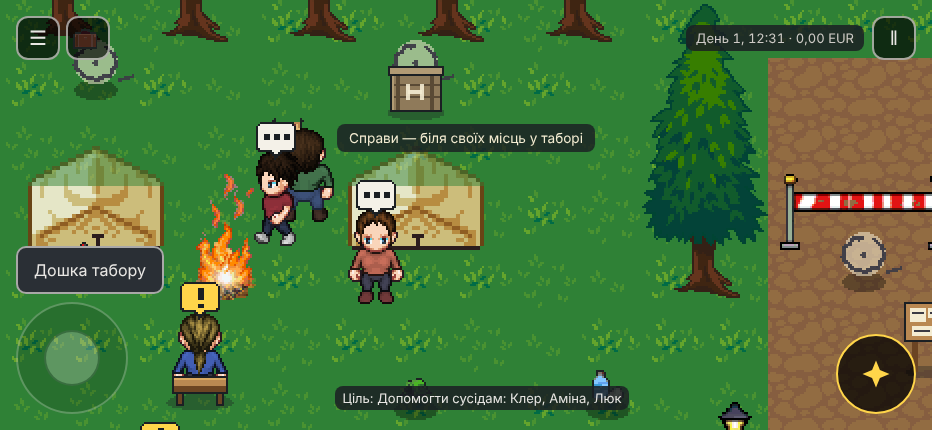 День 1, 12:31 · 0,00 EUR
H
Справи — біля своїх місць у таборі
Дошка табору
!
Ціль: Допомогти сусідам: Клер, Аміна, Люк